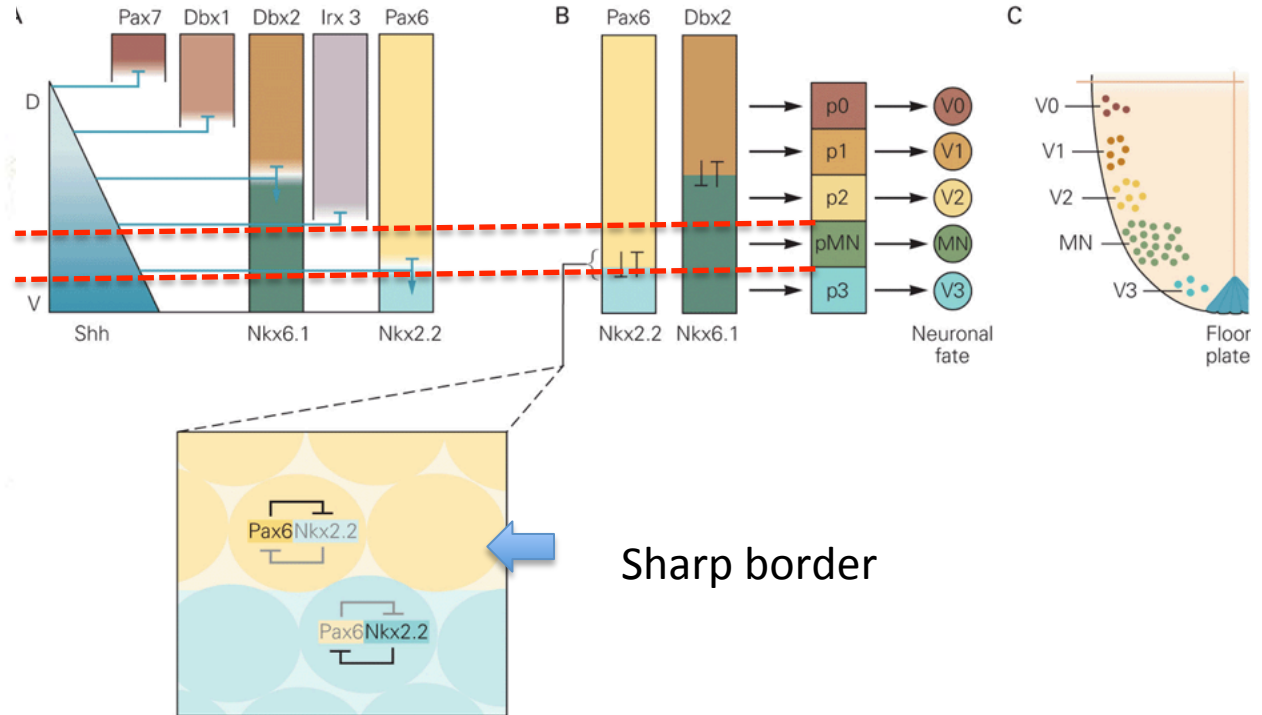 B
C
Pax7 Dbx1 Dbx2 Irx 3 Pax6
Pax6 Dbx2
D
V
Shh
Nkx6.1 Nkx2.2
Nkx2.2 Nkx6.1
p0
p1
p2
pMN
p3
V0
V1
V2
MN
V3
Neuronal
fate
V0
V1
V2
MN
V3
Floor
plate
Pax6 Nkx2.2
Pax6 Nkx2.2
Sharp border